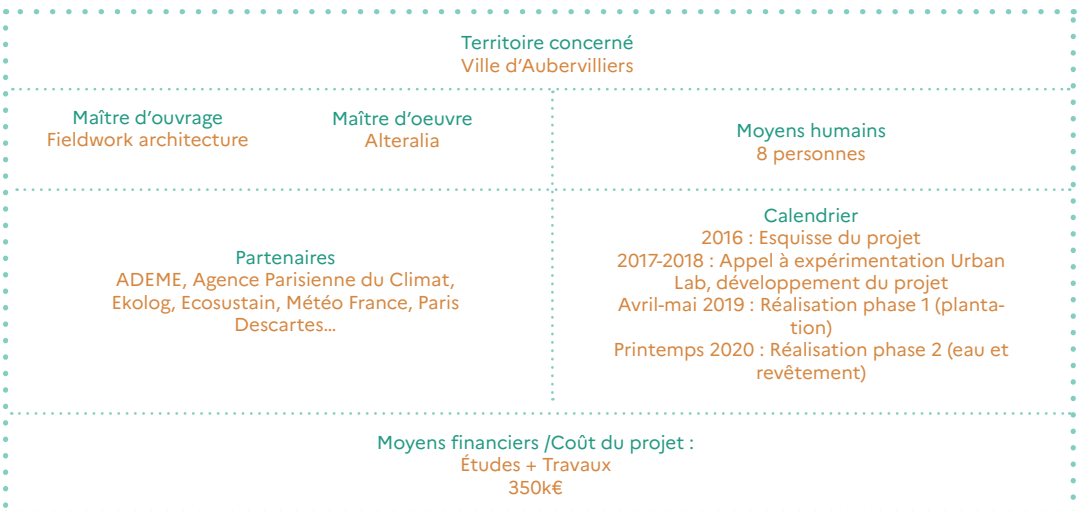 Territoire concerné
Ville d'Aubervilliers
Maître d'ouvrage
Fieldwork architecture
Maître d'oeuvre
Alteralia
Moyens humains
8 personnes
Partenaires
ADEME, Agence Parisienne du Climat,
Ekolog, Ecosustain, Météo France, Paris
Descartes...
Calendrier
2016 : Esquisse du projet
2017-2018 : Appel à expérimentation Urban
Lab, développement du projet
Avril-mai 2019 : Réalisation phase 1 (planta-
tion)
Printemps 2020 : Réalisation phase 2 (eau et
revêtement)
Moyens financiers /Coût du projet :
Études + Travaux
350k€